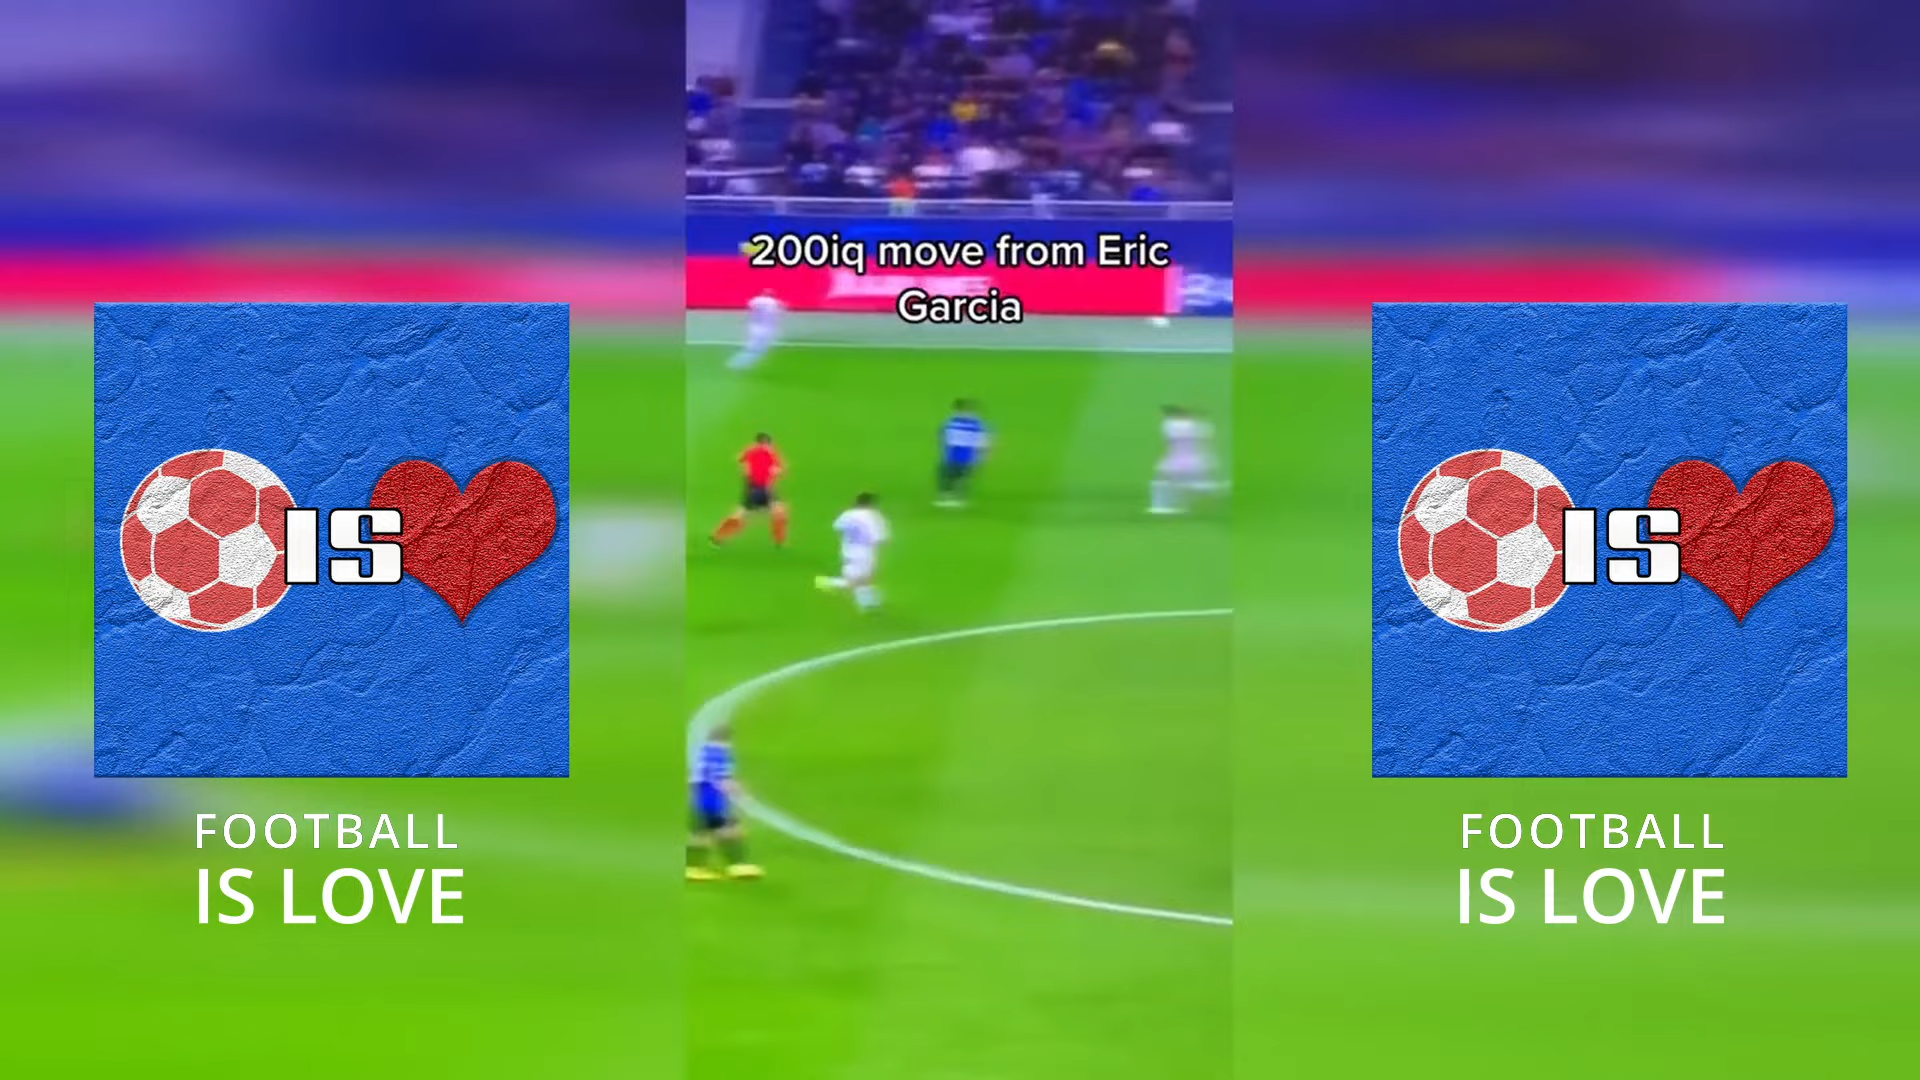 200iq move from Eric
Garcia
IS
FOOTBALL
IS LOVE
IS
FOOTBALL
IS LOVE